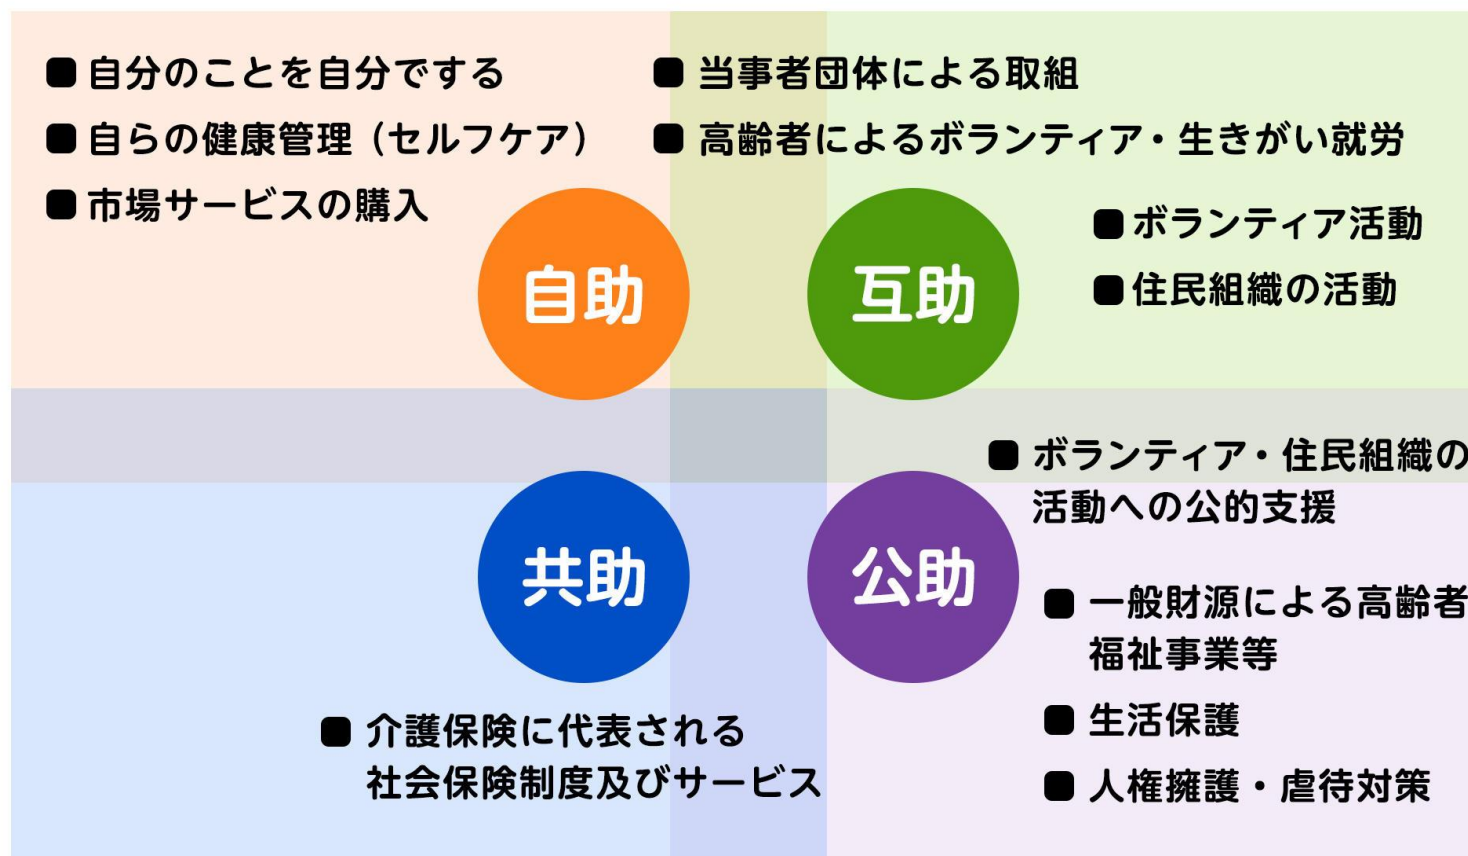 ■ 自分のことを自分でする
■ 自らの健康管理（セルフケア）
■ 市場サービスの購入
自助
■ 当事者団体による取組
■ 高齢者によるボランティア・生きがい就労
■ ボランティア活動
■ 住民組織の活動
互助
共助
■ 介護保険に代表される
社会保険制度及びサービス
公助
■ ボランティア・住民組織の
活動への公的支援
■ 一般財源による高齢者
福祉事業等
■ 生活保護
■ 人権擁護・虐待対策